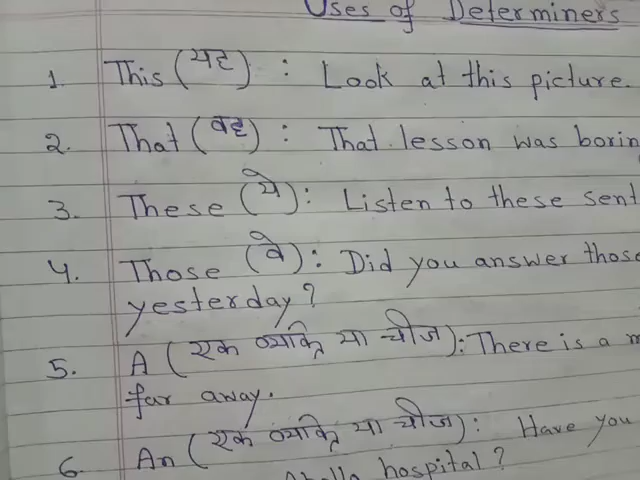 Uses of Determiners
1. This (यह) : Look at this picture.
2. That (वह) : That lesson was borin
3. These (ये) : Listen to these sent
4. Those (वे) : Did you answer those
yesterday?
5. A (एक व्यक्ति या चीज) : There is a
far away.
6. An (एक व्यक्ति या चीज) : Have you
hospital?